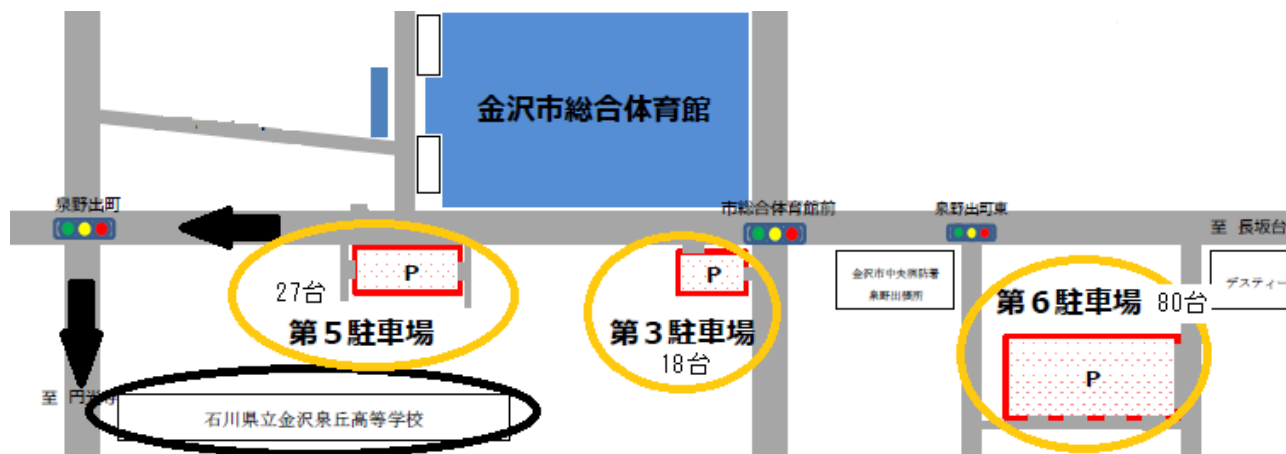 金沢市総合体育館
泉野出町
市総合体育館前
泉野出町東
至 長坂台
P
27台
第5駐車場
P
第3駐車場
18台
金沢市中央消防署
泉野出張所
第6駐車場 80台
P
デスティー
至 円光寺
石川県立金沢泉丘高等学校